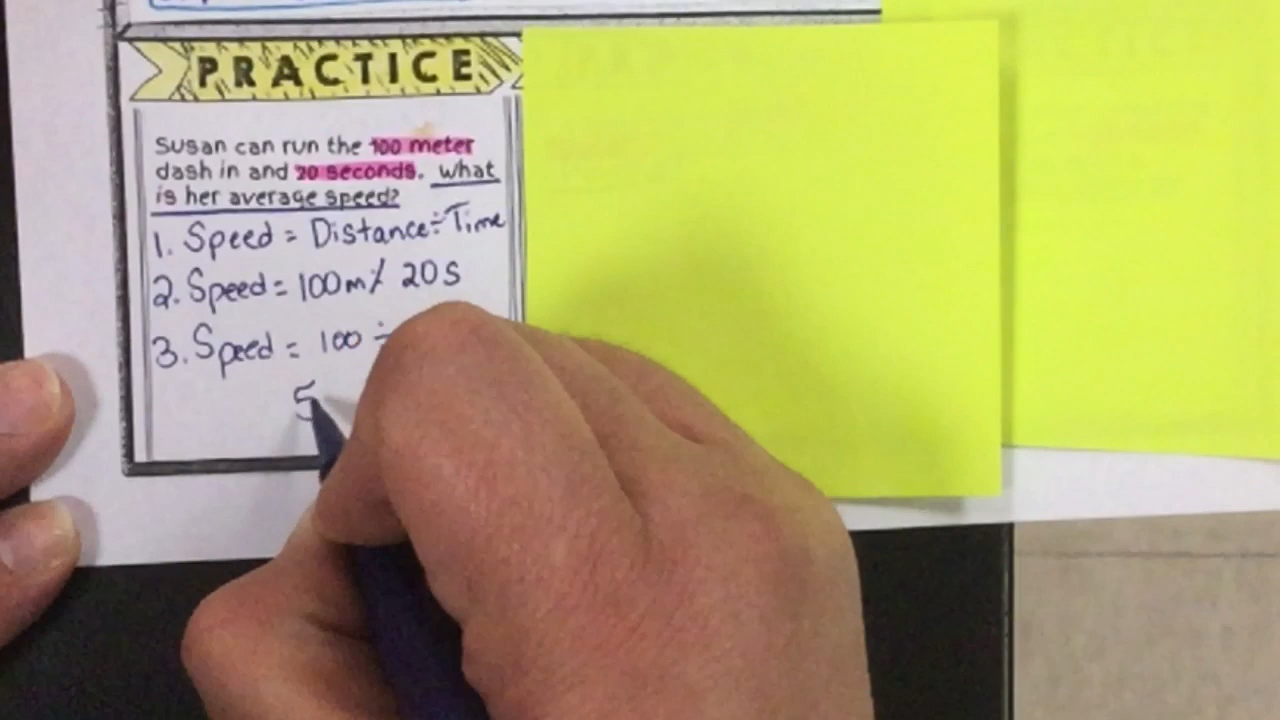 PRACTICE
Susan can run the 100 meter
dash in and 20 seconds. What
is her average speed?
1. Speed = Distance ÷ Time
2. Speed = 100m / 20 s
3. Speed = 100 ÷
5